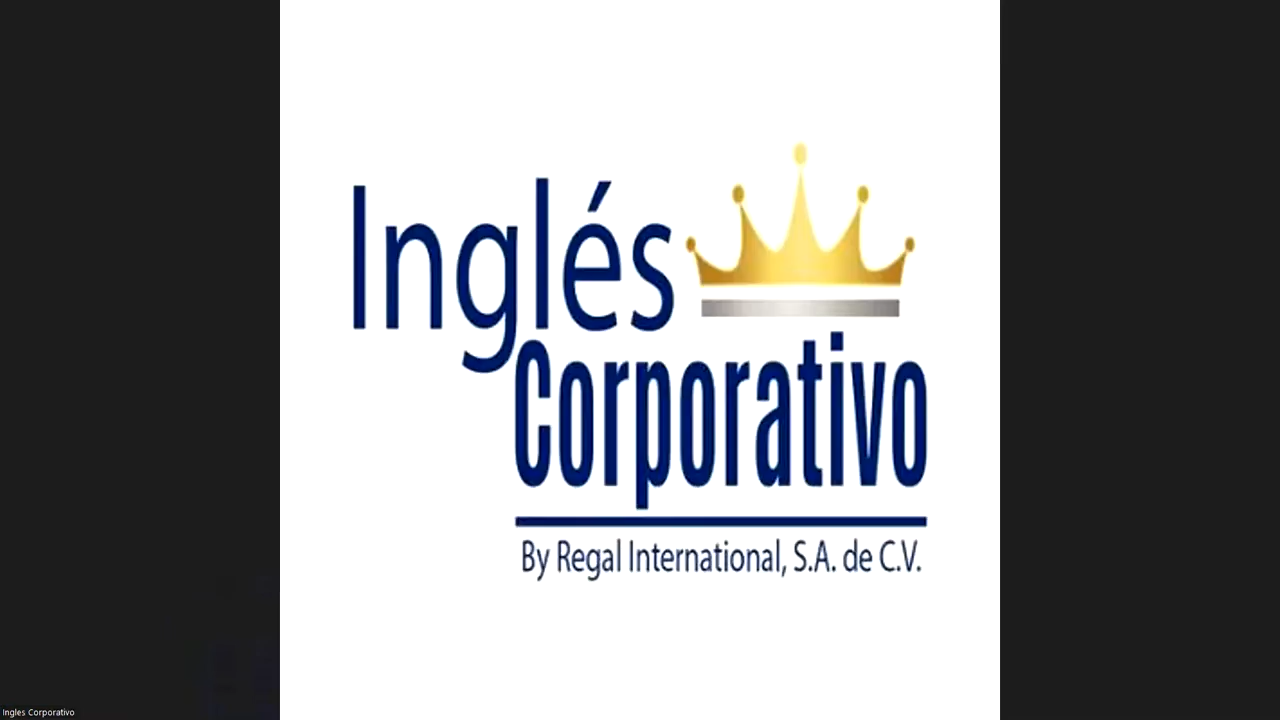 Inglés
Corporativo
By Regal International, S.A. de C.V.
Ingles Corporativo